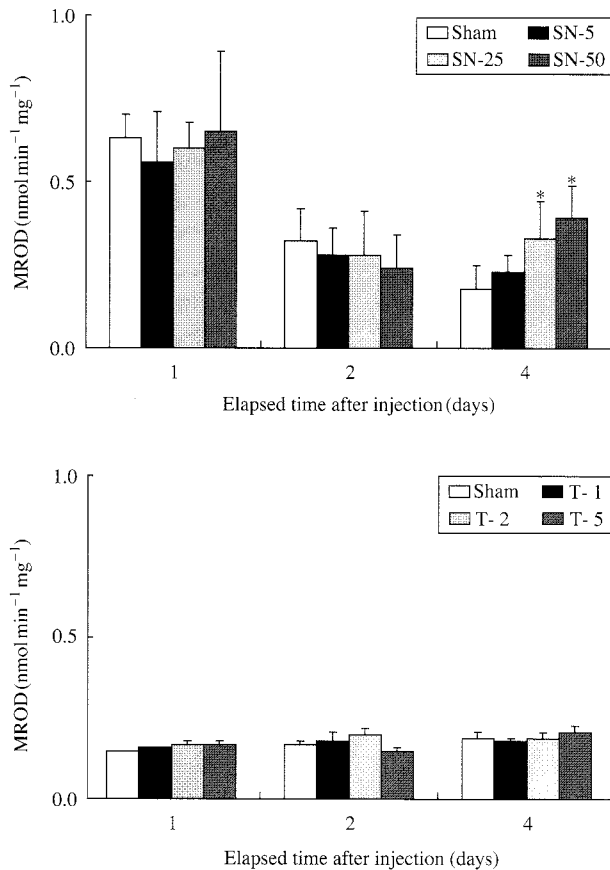 1.0
Sham SN-5
SN-25 SN-50
MROD (nmol min⁻¹ mg⁻¹)
0.5
* *
0.0
1 2 4
Elapsed time after injection (days)
1.0
Sham T- 1
T- 2 T- 5
MROD (nmol min⁻¹ mg⁻¹)
0.5
0.0
1 2 4
Elapsed time after injection (days)